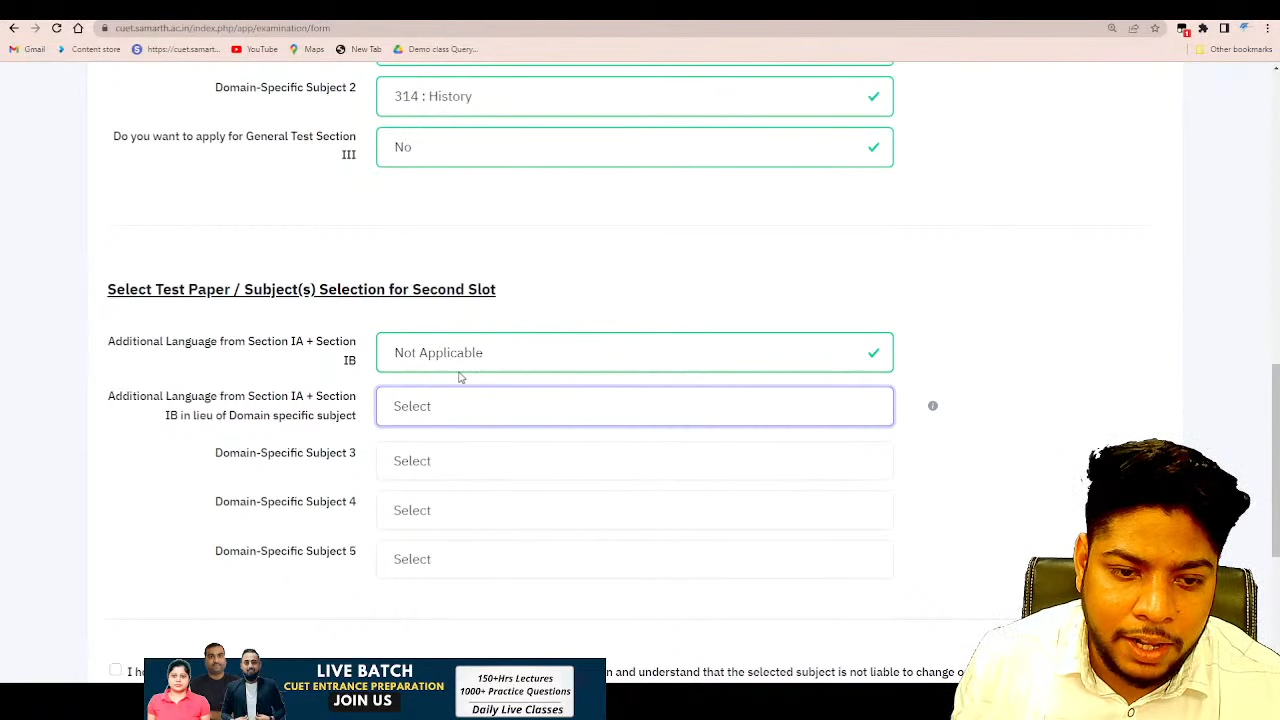 cuet.samarth.ac.in/index.php/app/examination/form
Gmail
Content store
https://cuet.samart...
YouTube
Maps
New Tab
Demo class Query...
Other bookmarks
Domain-Specific Subject 2
314 : History
Do you want to apply for General Test Section
III
No
Select Test Paper / Subject(s) Selection for Second Slot
Additional Language from Section IA + Section
IB
Not Applicable
Additional Language from Section IA + Section
IB in lieu of Domain specific subject
Select
Domain-Specific Subject 3
Select
Domain-Specific Subject 4
Select
Domain-Specific Subject 5
Select
n and understand that the selected subject is not liable to change
LIVE BATCH
CUET ENTRANCE PREPARATION
JOIN US
150+Hrs Lectures
1000+ Practice Questions
Daily Live Classes